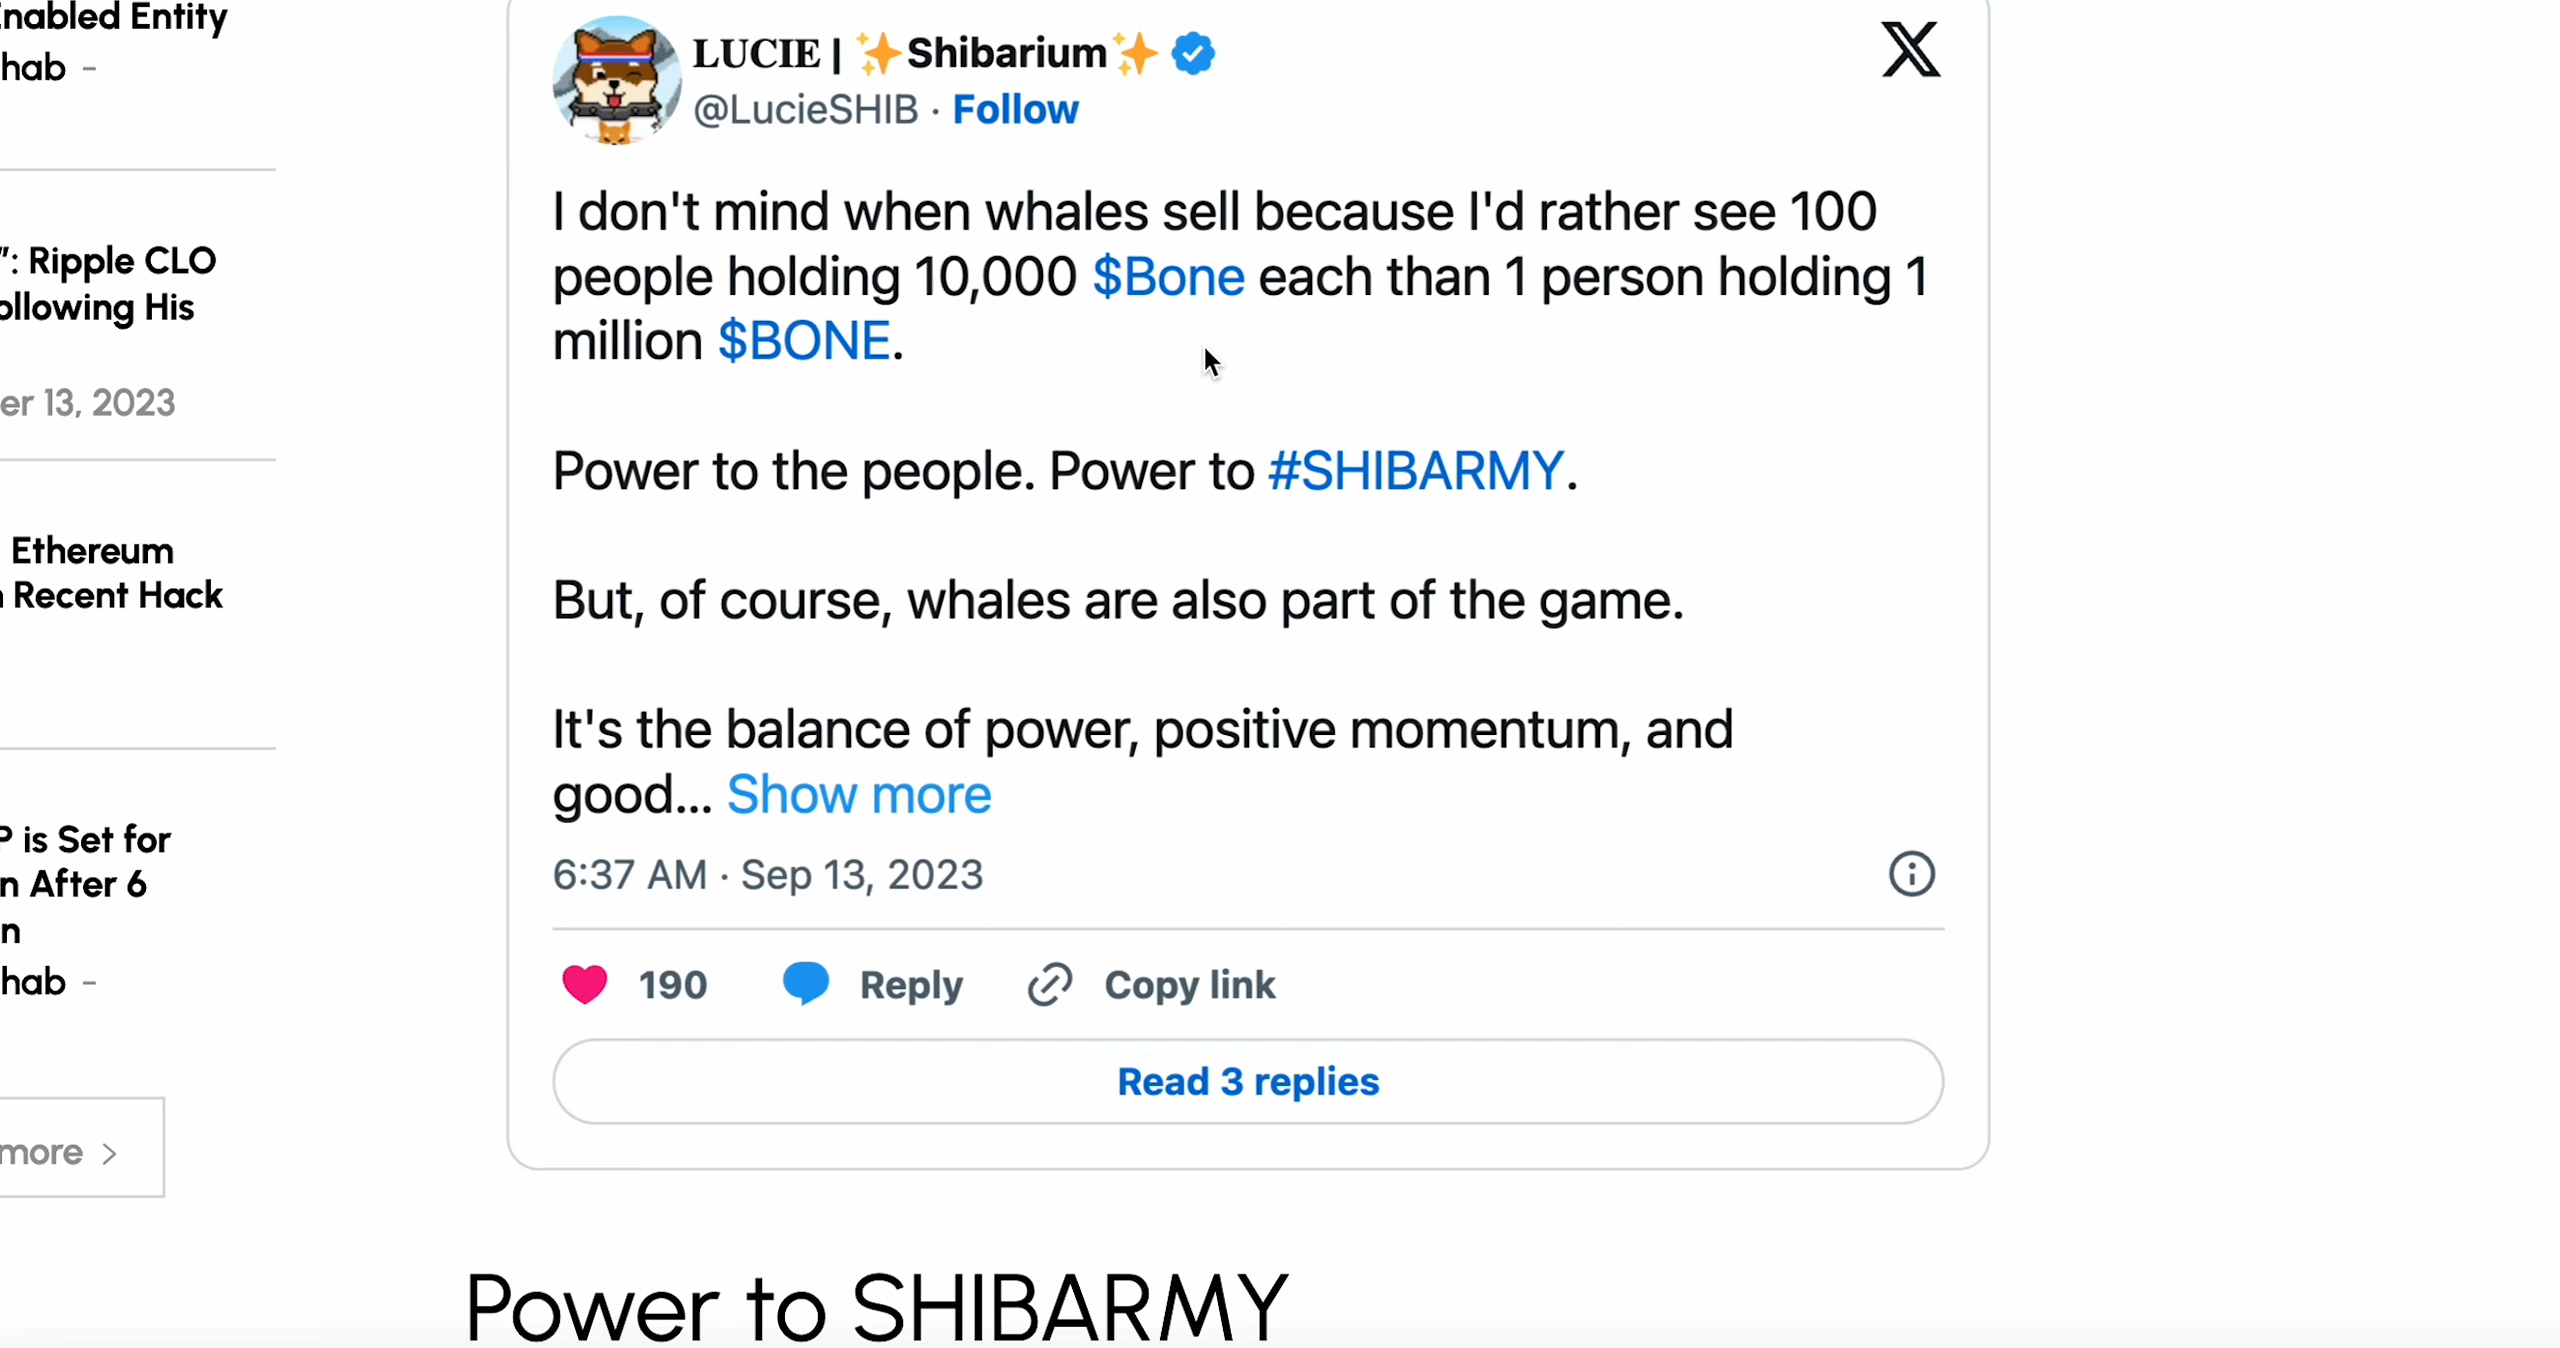 nabled Entity
hab -
": Ripple CLO
ollowing His
er 13, 2023
Ethereum
Recent Hack
P is Set for
n After 6
n
hab -
more >
LUCIE | ✨Shibarium✨
@LucieSHIB · Follow
I don't mind when whales sell because I'd rather see 100
people holding 10,000 $Bone each than 1 person holding 1
million $BONE.
Power to the people. Power to #SHIBARMY.
But, of course, whales are also part of the game.
It's the balance of power, positive momentum, and
good... Show more
6:37 AM · Sep 13, 2023
190 Reply Copy link
Read 3 replies
Power to SHIBARMY